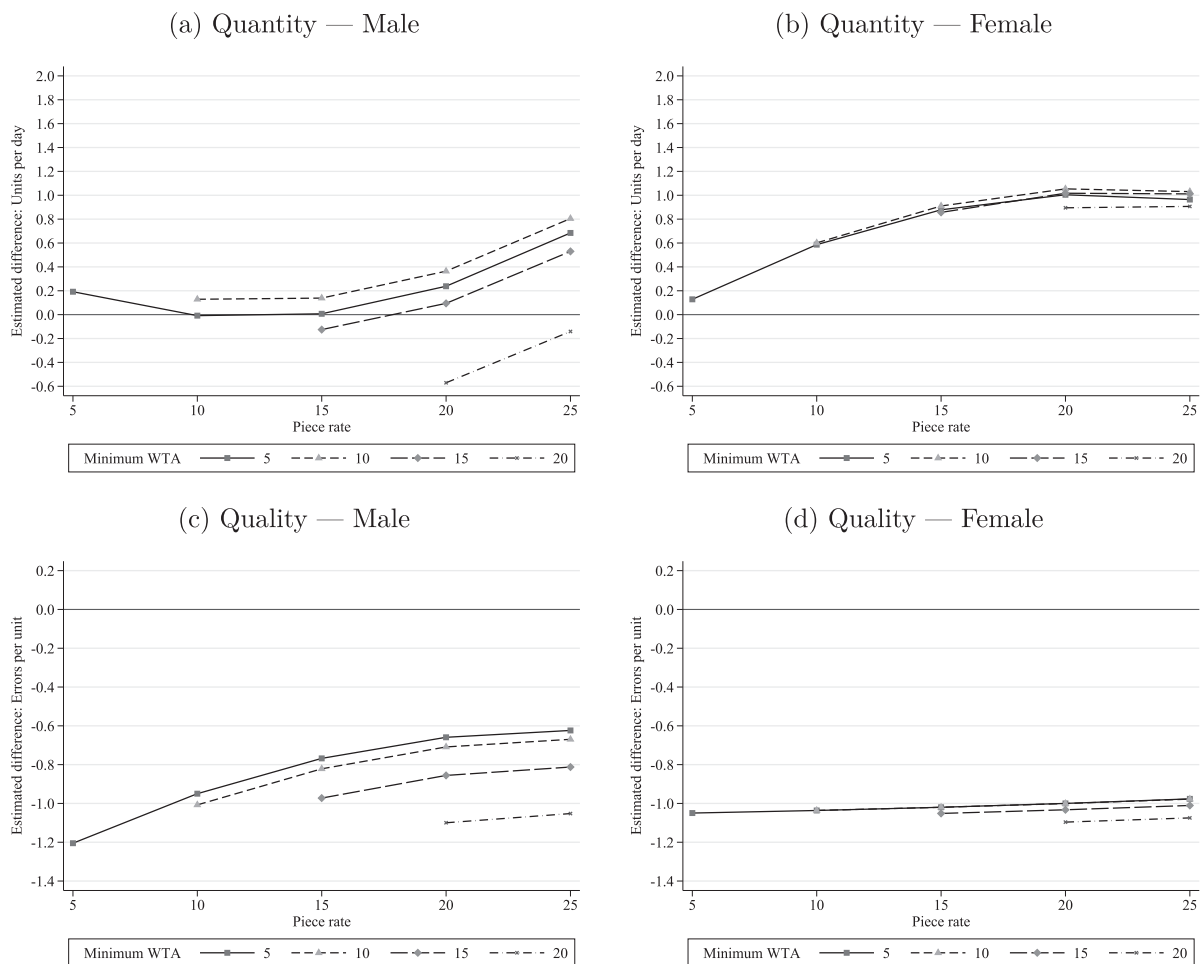 (a) Quantity — Male
Estimated difference: Units per day
2.0
1.8
1.6
1.4
1.2
1.0
0.8
0.6
0.4
0.2
0.0
-0.2
-0.4
-0.6
5 10 15 20 25
Piece rate
Minimum WTA 5 10 15 20
(b) Quantity — Female
Estimated difference: Units per day
2.0
1.8
1.6
1.4
1.2
1.0
0.8
0.6
0.4
0.2
0.0
-0.2
-0.4
-0.6
5 10 15 20 25
Piece rate
Minimum WTA 5 10 15 20
(c) Quality — Male
Estimated difference: Errors per unit
0.2
0.0
-0.2
-0.4
-0.6
-0.8
-1.0
-1.2
-1.4
5 10 15 20 25
Piece rate
Minimum WTA 5 10 15 20
(d) Quality — Female
Estimated difference: Errors per unit
0.2
0.0
-0.2
-0.4
-0.6
-0.8
-1.0
-1.2
-1.4
5 10 15 20 25
Piece rate
Minimum WTA 5 10 15 20